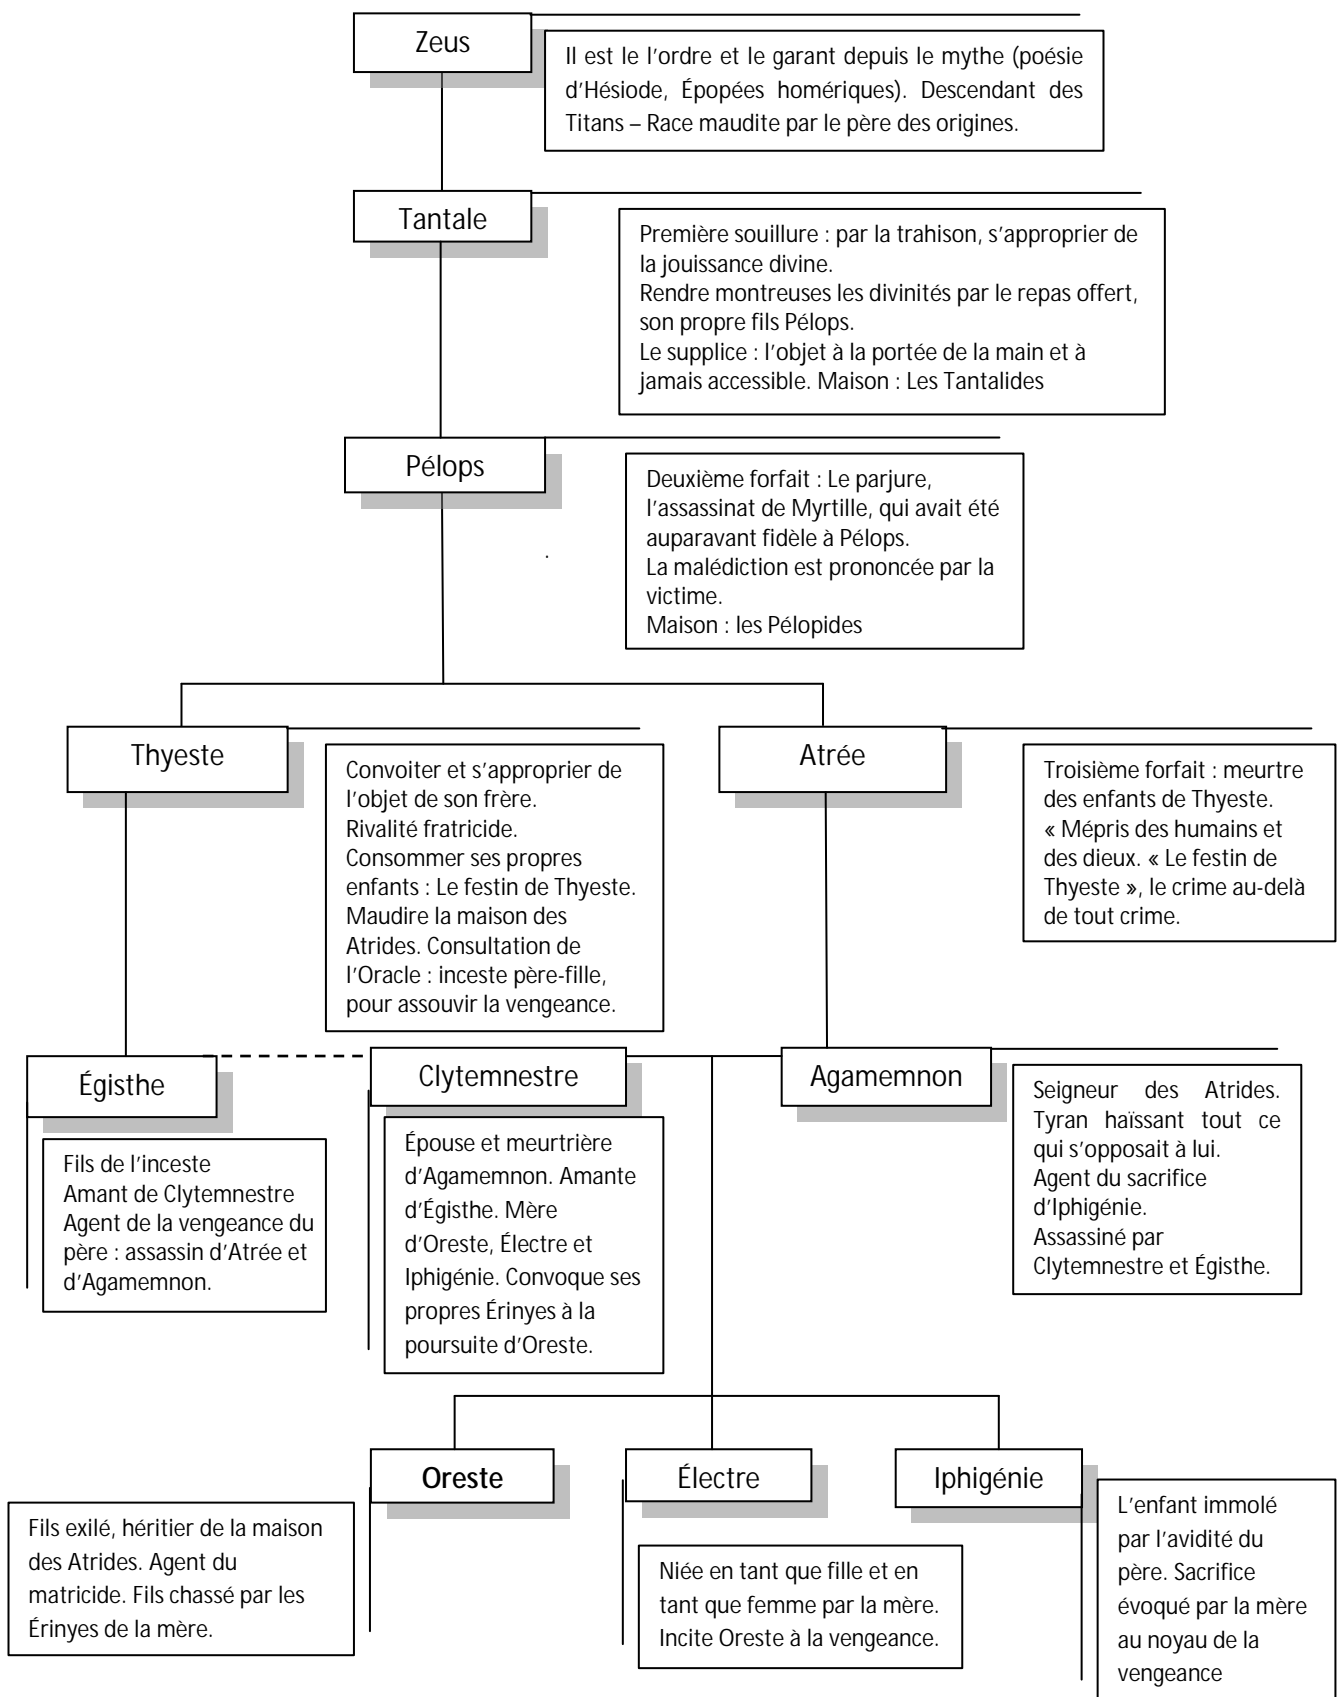 Zeus
Il est le l'ordre et le garant depuis le mythe (poésie
d'Hésiode, Épopées homériques). Descendant des
Titans – Race maudite par le père des origines.
Tantale
Première souillure : par la trahison, s'approprier de
la jouissance divine.
Rendre montreuses les divinités par le repas offert,
son propre fils Pélops.
Le supplice : l'objet à la portée de la main et à
jamais accessible. Maison : Les Tantalides
Pélops
Deuxième forfait : Le parjure,
l'assassinat de Myrtille, qui avait été
auparavant fidèle à Pélops.
La malédiction est prononcée par la
victime.
Maison : les Pélopides
.
Thyeste
Convoiter et s'approprier de
l'objet de son frère.
Rivalité fratricide.
Consommer ses propres
enfants : Le festin de Thyeste.
Maudire la maison des
Atrides. Consultation de
l'Oracle : inceste père-fille,
pour assouvir la vengeance.
Atrée
Troisième forfait : meurtre
des enfants de Thyeste.
« Mépris des humains et
des dieux. « Le festin de
Thyeste », le crime au-delà
de tout crime.
Égisthe
Fils de l'inceste
Amant de Clytemnestre
Agent de la vengeance du
père : assassin d'Atrée et
d'Agamemnon.
Clytemnestre
Épouse et meurtrière
d'Agamemnon. Amante
d'Égisthe. Mère
d'Oreste, Électre et
Iphigénie. Convoque ses
propres Érinyes à la
poursuite d'Oreste.
Agamemnon
Seigneur des Atrides.
Tyran haïssant tout ce
qui s'opposait à lui.
Agent du sacrifice
d'Iphigénie.
Assassiné par
Clytemnestre et Égisthe.
Oreste
Fils exilé, héritier de la maison
des Atrides. Agent du
matricide. Fils chassé par les
Érinyes de la mère.
Électre
Niée en tant que fille et en
tant que femme par la mère.
Incite Oreste à la vengeance.
Iphigénie
L'enfant immolé
par l'avidité du
père. Sacrifice
évoqué par la mère
au noyau de la
vengeance